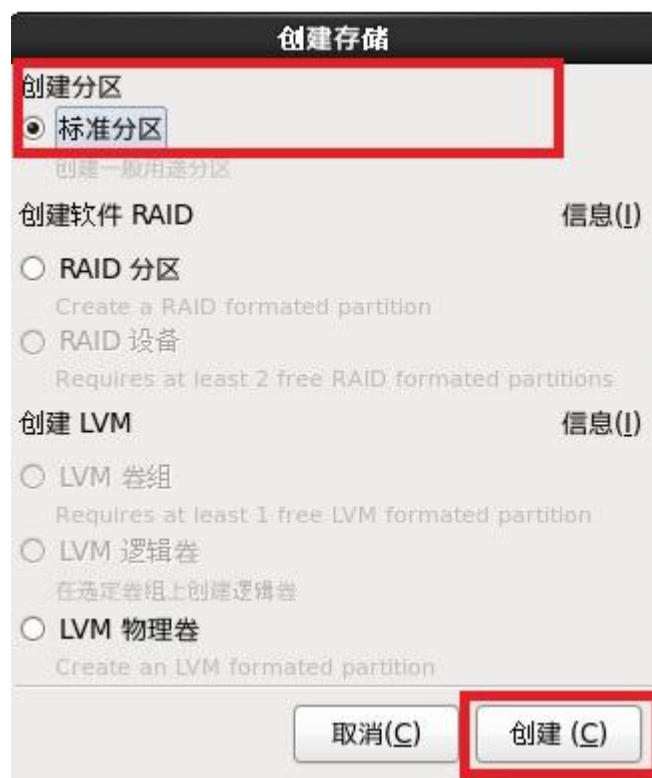 创建存储
创建分区
标准分区
创建一般用途分区
创建软件 RAID 信息(I)
RAID 分区
Create a RAID formated partition
RAID 设备
Requires at least 2 free RAID formated partitions
创建 LVM 信息(I)
LVM 卷组
Requires at least 1 free LVM formated partition
LVM 逻辑卷
在选定卷组上创建逻辑卷
LVM 物理卷
Create an LVM formated partition
取消(C) 创建 (C)